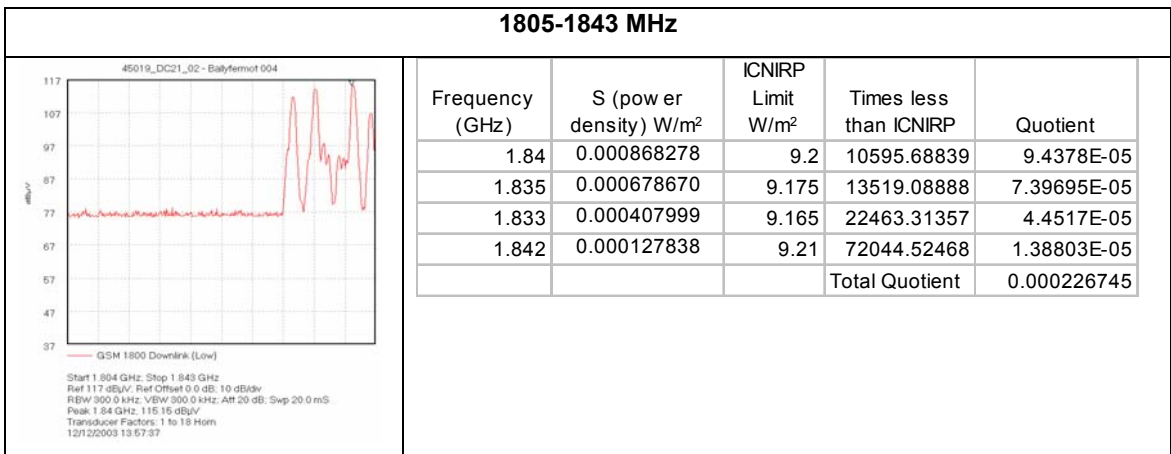 1805-1843 MHz
45019_DC21_02 - Ballyfermot 004
117
107
97
87
77
67
57
47
37
dBµV
GSM 1800 Downlink (Low)
Start 1.804 GHz; Stop 1.843 GHz
Ref 117 dBµV; Ref Offset 0.0 dB; 10 dB/div
RBW 300.0 kHz; VBW 300.0 kHz; Att 20 dB; Swp 20.0 mS
Peak 1.84 GHz, 115.15 dBµV
Transducer Factors: 1 to 18 Horn
12/12/2003 13:57:37
Frequency (GHz) S (pow er density) W/m² ICNIRP Limit W/m² Times less than ICNIRP Quotient
1.84 0.000868278 9.2 10595.68839 9.4378E-05
1.835 0.000678670 9.175 13519.08888 7.39695E-05
1.833 0.000407999 9.165 22463.31357 4.4517E-05
1.842 0.000127838 9.21 72044.52468 1.38803E-05
Total Quotient 0.000226745